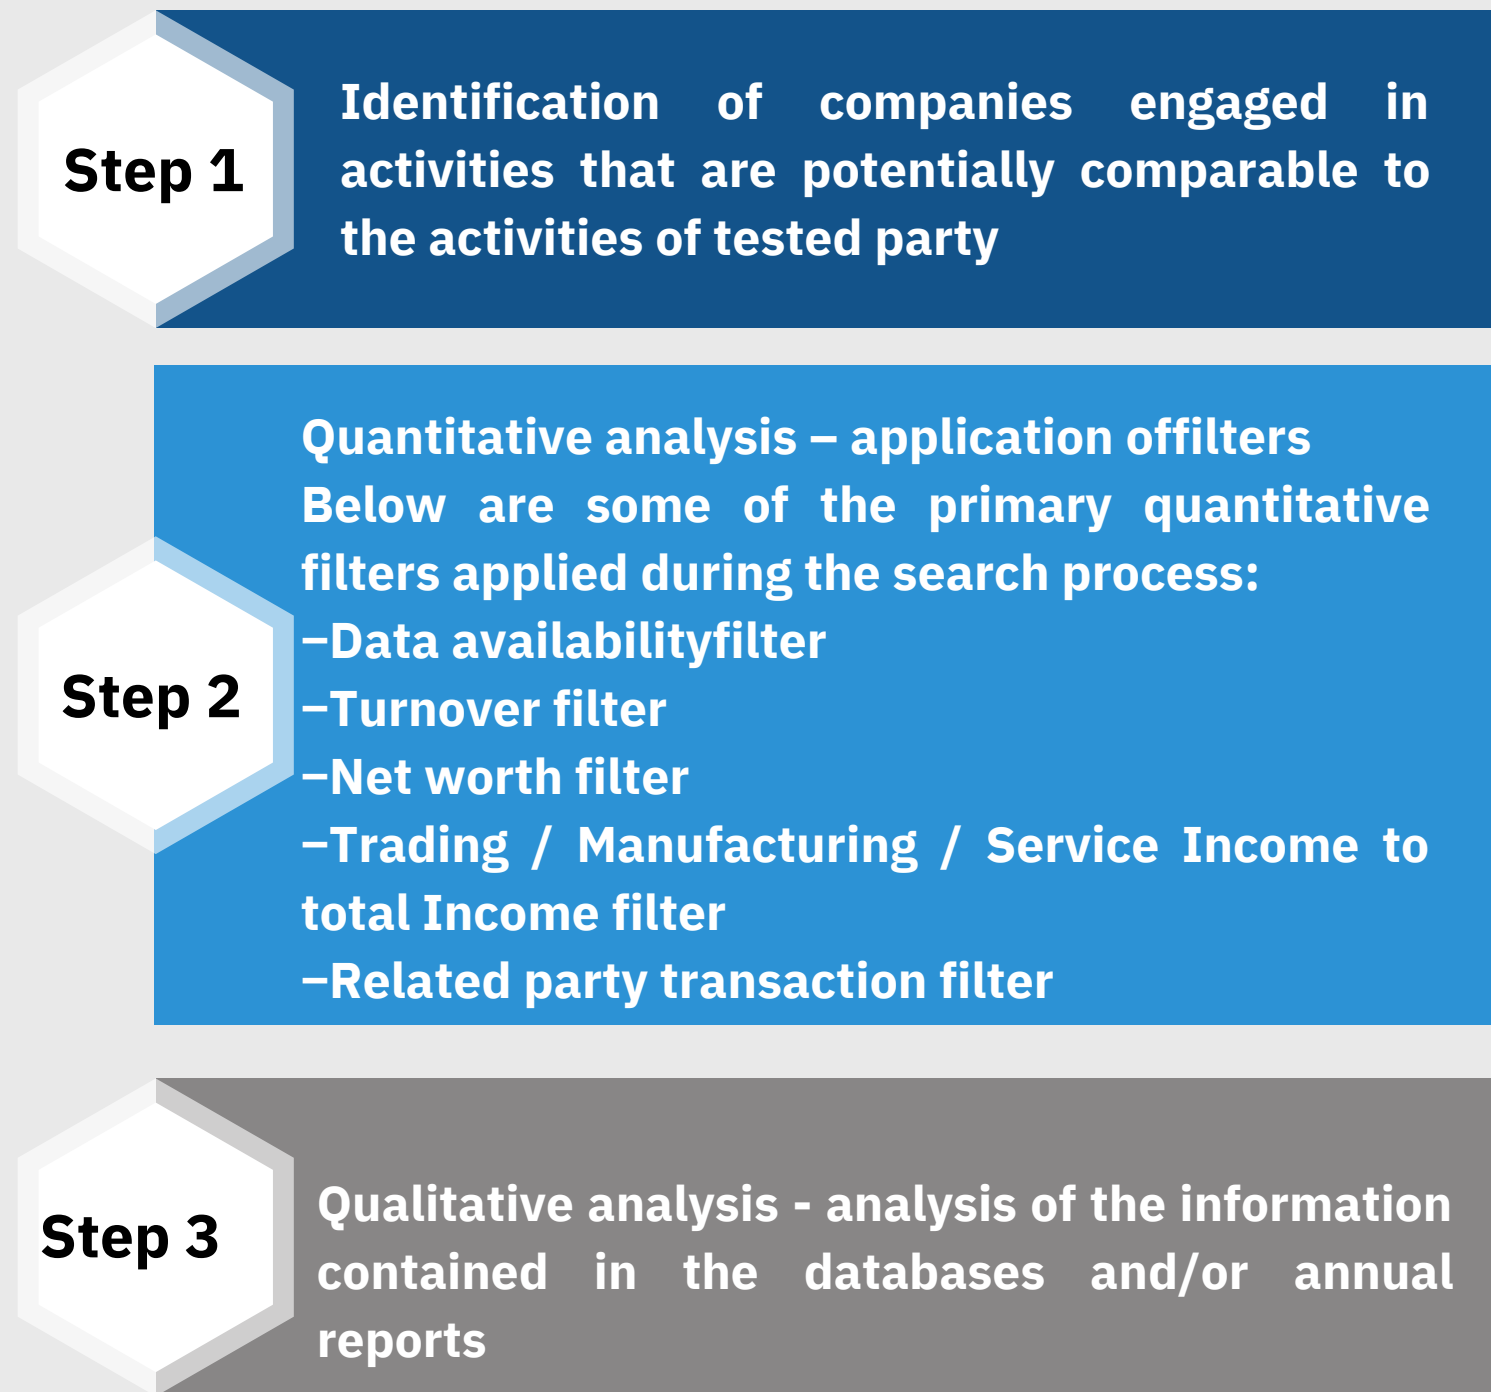 Step 1
Identification of companies engaged in
activities that are potentially comparable to
the activities of tested party
Step 2
Quantitative analysis – application offilters
Below are some of the primary quantitative
filters applied during the search process:
–Data availabilityfilter
–Turnover filter
–Net worth filter
–Trading / Manufacturing / Service Income to
total Income filter
–Related party transaction filter
Step 3
Qualitative analysis - analysis of the information
contained in the databases and/or annual
reports